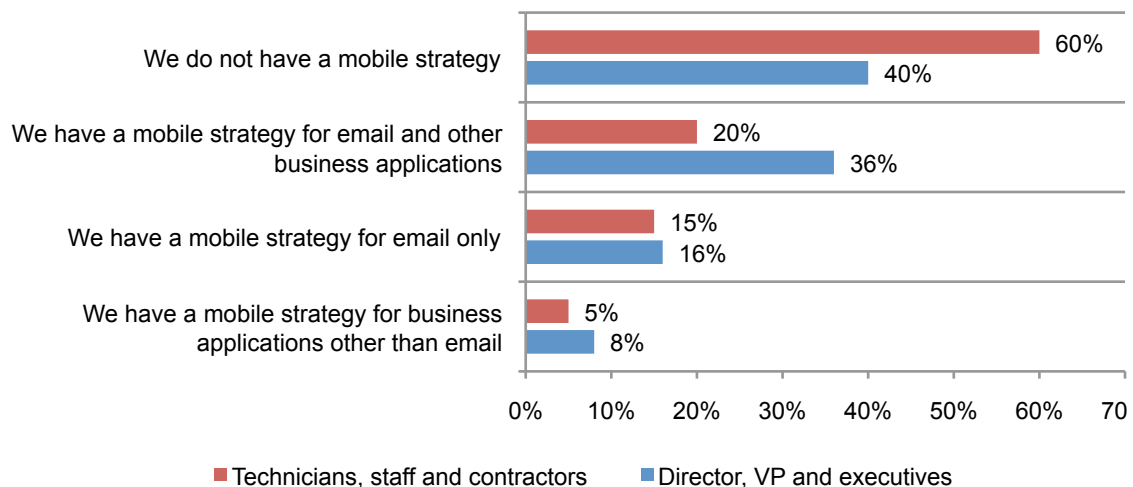 We do not have a mobile strategy
60%
40%
We have a mobile strategy for email and other
business applications
20%
36%
We have a mobile strategy for email only
15%
16%
We have a mobile strategy for business
applications other than email
5%
8%
0% 10% 20% 30% 40% 50% 60% 70
Technicians, staff and contractors Director, VP and executives